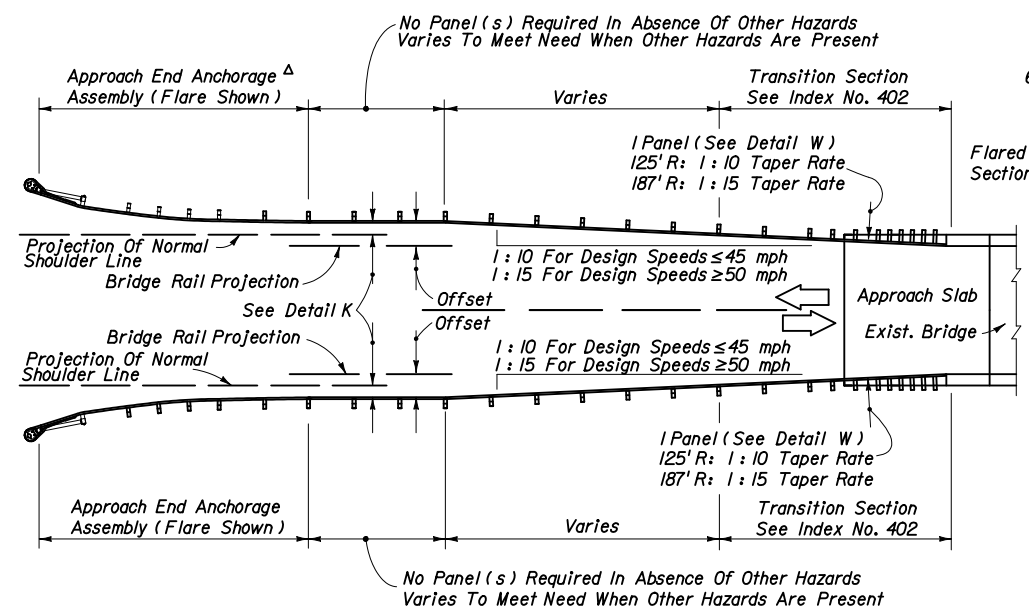 No Panel(s) Required In Absence Of Other Hazards
Varies To Meet Need When Other Hazards Are Present
Approach End Anchorage Δ
Assembly (Flare Shown)
Varies
Transition Section
See Index No. 402
1 Panel (See Detail W)
125' R: 1:10 Taper Rate
187' R: 1:15 Taper Rate
Flared
Section
Projection Of Normal
Shoulder Line
Bridge Rail Projection
1:10 For Design Speeds ≤45 mph
1:15 For Design Speeds ≥50 mph
See Detail K
Offset
Offset
Approach Slab
Exist. Bridge
Bridge Rail Projection
Projection Of Normal
Shoulder Line
1:10 For Design Speeds ≤45 mph
1:15 For Design Speeds ≥50 mph
1 Panel (See Detail W)
125' R: 1:10 Taper Rate
187' R: 1:15 Taper Rate
Approach End Anchorage
Assembly (Flare Shown)
Varies
Transition Section
See Index No. 402
No Panel(s) Required In Absence Of Other Hazards
Varies To Meet Need When Other Hazards Are Present